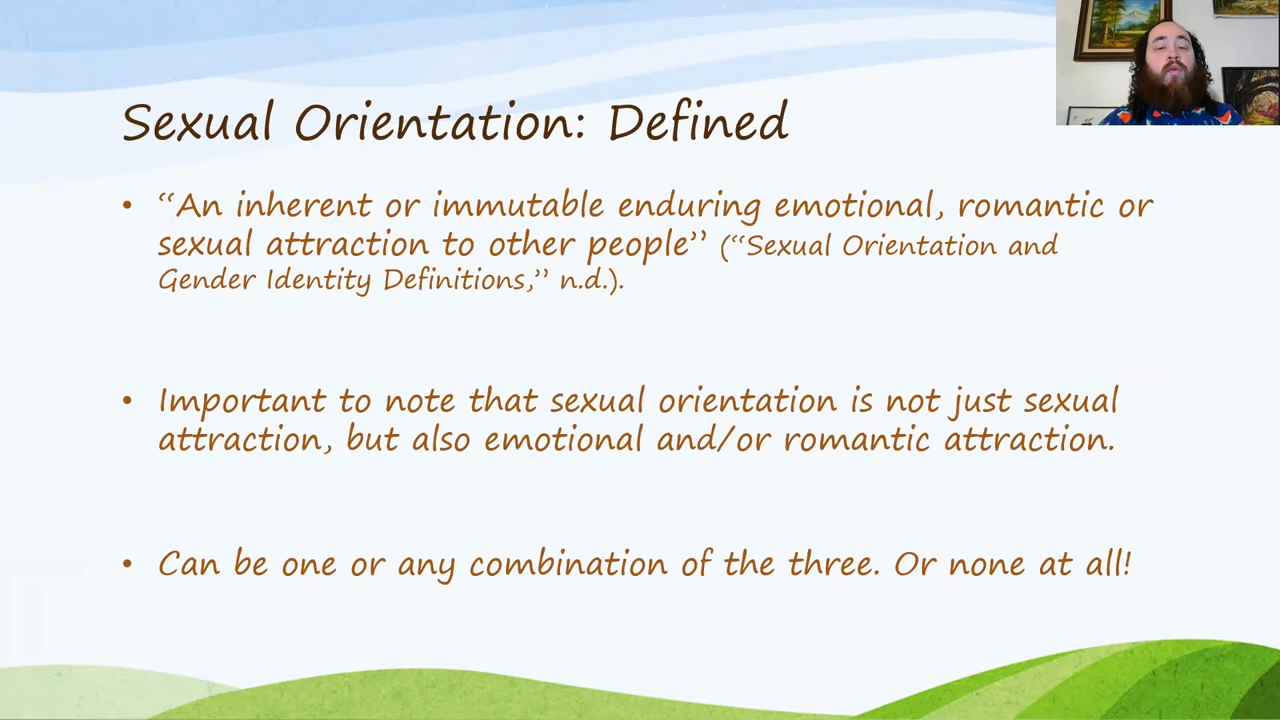 Sexual Orientation: Defined
• “An inherent or immutable enduring emotional, romantic or
sexual attraction to other people” (“Sexual Orientation and
Gender Identity Definitions,” n.d.).
• Important to note that sexual orientation is not just sexual
attraction, but also emotional and/or romantic attraction.
• Can be one or any combination of the three. Or none at all!